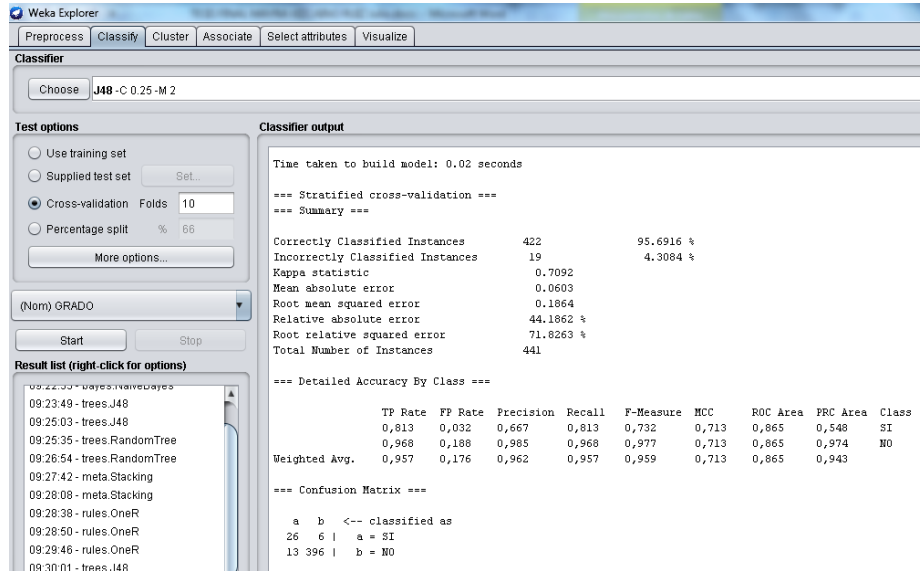 Weka Explorer
Preprocess Classify Cluster Associate Select attributes Visualize
Classifier
Choose J48 -C 0.25 -M 2
Test options
Use training set
Supplied test set Set...
Cross-validation Folds 10
Percentage split % 66
More options...
(Nom) GRADO
Start Stop
Result list (right-click for options)
09:22:55 - bayes.NaiveBayes
09:23:49 - trees.J48
09:25:03 - trees.J48
09:25:35 - trees.RandomTree
09:26:54 - trees.RandomTree
09:27:42 - meta.Stacking
09:28:08 - meta.Stacking
09:28:38 - rules.OneR
09:28:50 - rules.OneR
09:29:46 - rules.OneR
09:30:01 - trees.J48
Classifier output
Time taken to build model: 0.02 seconds
=== Stratified cross-validation ===
=== Summary ===
Correctly Classified Instances 422 95.6916 %
Incorrectly Classified Instances 19 4.3084 %
Kappa statistic 0.7092
Mean absolute error 0.0603
Root mean squared error 0.1864
Relative absolute error 44.1862 %
Root relative squared error 71.8263 %
Total Number of Instances 441
=== Detailed Accuracy By Class ===
TP Rate FP Rate Precision Recall F-Measure MCC ROC Area PRC Area Class
0,813 0,032 0,667 0,813 0,732 0,713 0,865 0,548 SI
0,968 0,188 0,985 0,968 0,977 0,713 0,865 0,974 NO
Weighted Avg. 0,957 0,176 0,962 0,957 0,959 0,713 0,865 0,943
=== Confusion Matrix ===
a b <-- classified as
26 6 | a = SI
13 396 | b = NO